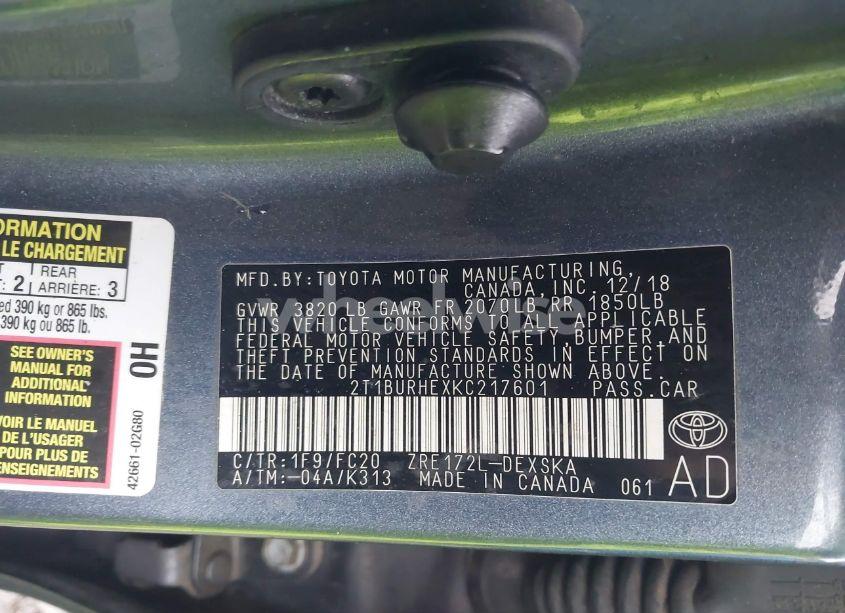 ORMATION
LE CHARGEMENT
REAR
2 ARRIÈRE: 3
ed 390 kg or 865 lbs.
390 kg ou 865 lb.
SEE OWNER'S
MANUAL FOR
ADDITIONAL
INFORMATION
VOIR LE MANUEL
DE L'USAGER
POUR PLUS DE
RENSEIGNEMENTS
OH
42661-02G80
MFD.BY:TOYOTA MOTOR MANUFACTURING,
CANADA,INC. 12/18
GVWR 3820LB GAWR FR 2070LB RR 1850LB
THIS VEHICLE CONFORMS TO ALL APPLICABLE
FEDERAL MOTOR VEHICLE SAFETY,BUMPER,AND
THEFT PREVENTION STANDARDS IN EFFECT ON
THE DATE OF MANUFACTURE SHOWN ABOVE.
2T1BURHEXKC217601 PASS.CAR
C/TR:1F9/FC20 ZRE172L-DEXSKA
A/TM:-04A/K313 MADE IN CANADA 061
AD
wheelwise